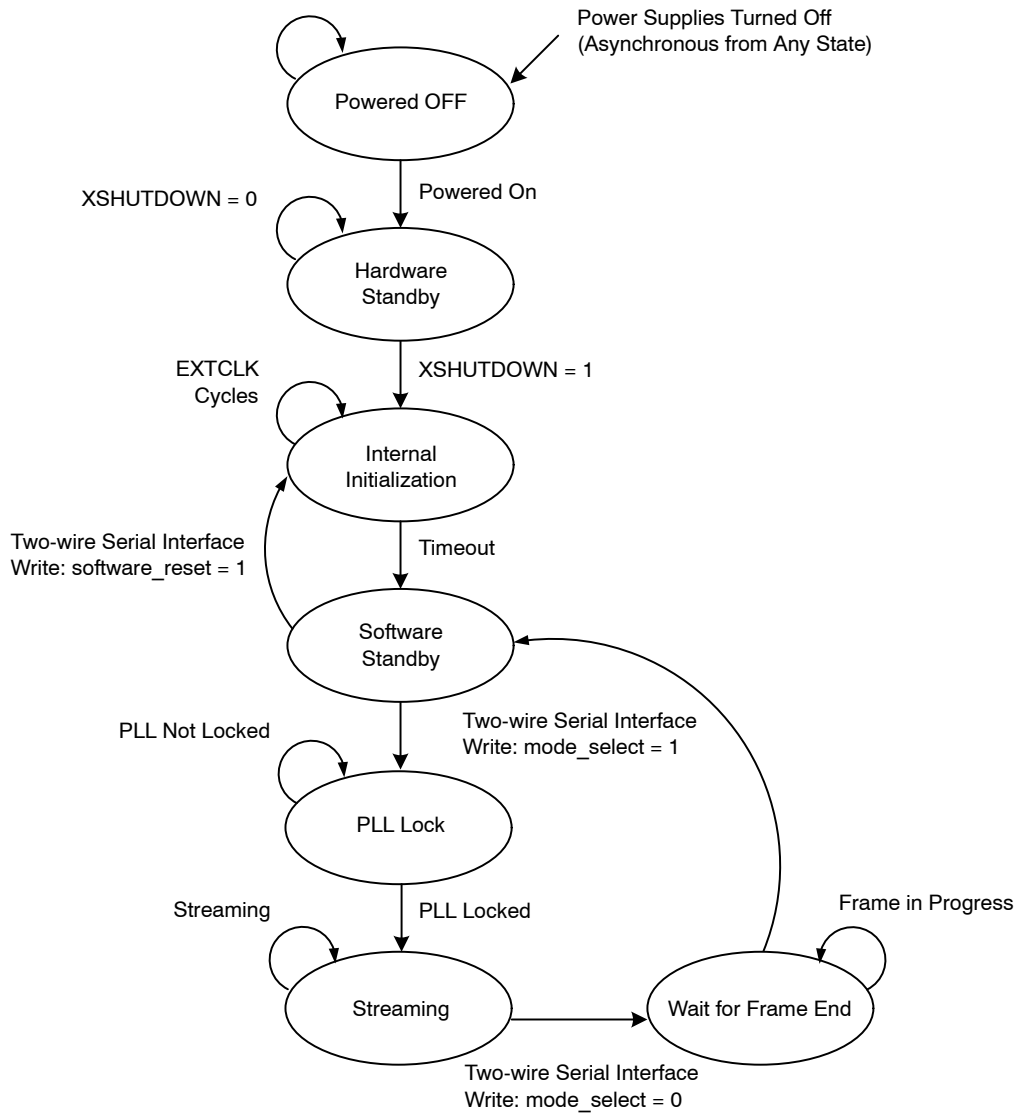 Power Supplies Turned Off
(Asynchronous from Any State)
Powered OFF
Powered On
XSHUTDOWN = 0
Hardware
Standby
XSHUTDOWN = 1
EXTCLK
Cycles
Internal
Initialization
Two-wire Serial Interface
Write: software_reset = 1
Timeout
Software
Standby
Two-wire Serial Interface
Write: mode_select = 1
PLL Not Locked
PLL Lock
PLL Locked
Streaming
Frame in Progress
Streaming
Wait for Frame End
Two-wire Serial Interface
Write: mode_select = 0